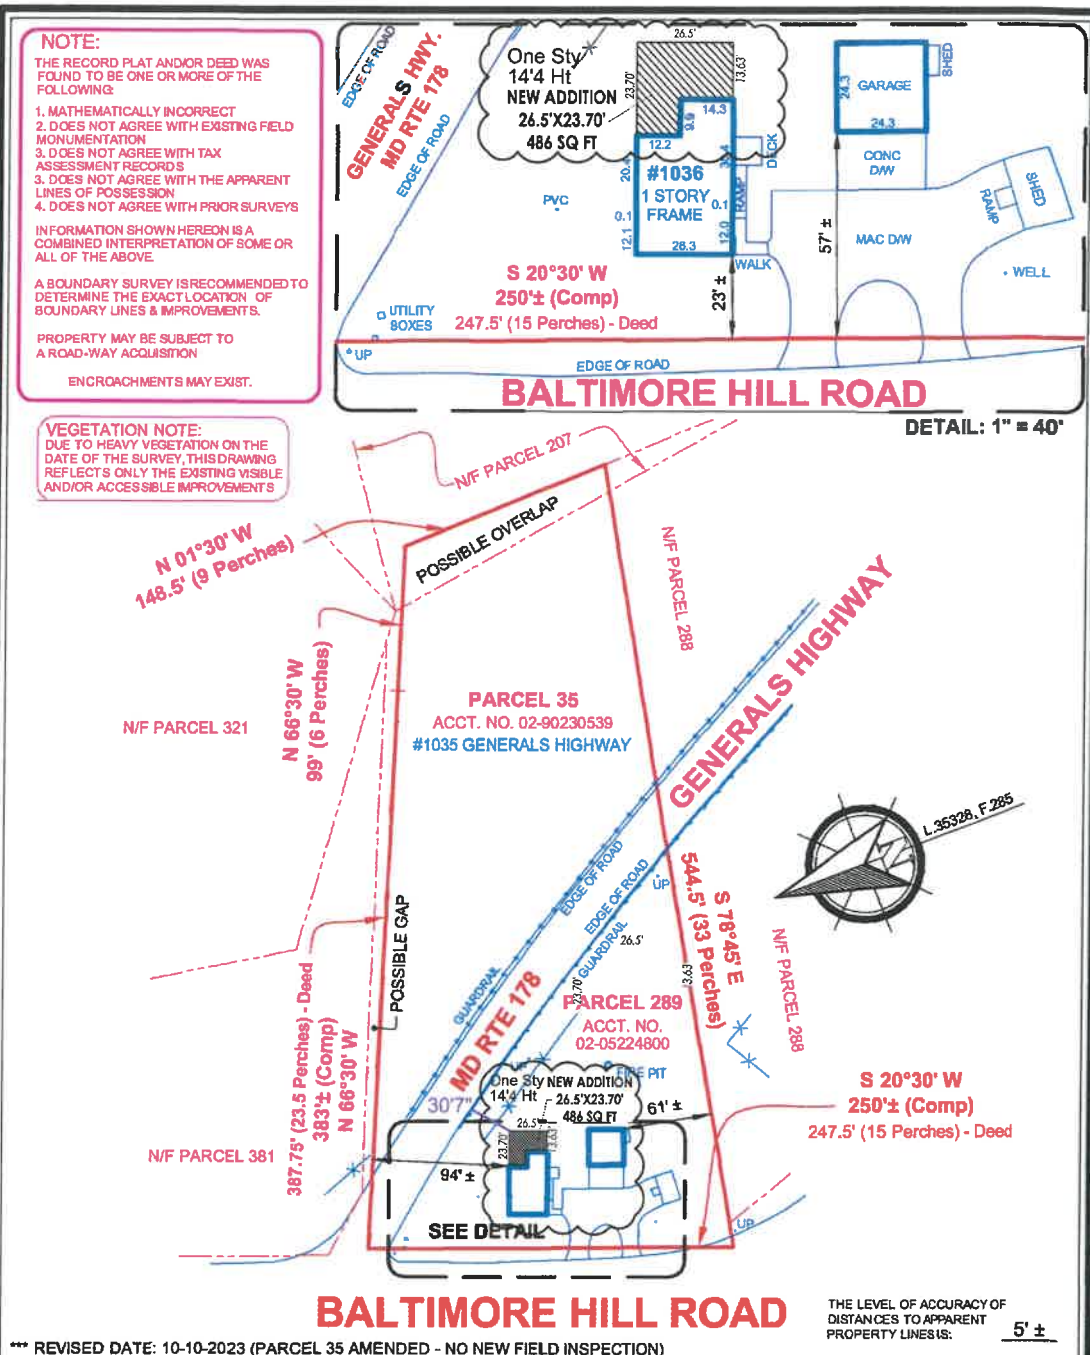 NOTE:
THE RECORD PLAT AND/OR DEED WAS
FOUND TO BE ONE OR MORE OF THE
FOLLOWING:
1. MATHEMATICALLY INCORRECT
2. DOES NOT AGREE WITH EXISTING FIELD
MONUMENTATION
3. DOES NOT AGREE WITH TAX
ASSESSMENT RECORDS
3. DOES NOT AGREE WITH THE APPARENT
LINES OF POSSESSION
4. DOES NOT AGREE WITH PRIOR SURVEYS
INFORMATION SHOWN HEREON IS A
COMBINED INTERPRETATION OF SOME OR
ALL OF THE ABOVE.
A BOUNDARY SURVEY IS RECOMMENDED TO
DETERMINE THE EXACT LOCATION OF
BOUNDARY LINES & IMPROVEMENTS.
PROPERTY MAY BE SUBJECT TO
A ROAD-WAY ACQUISITION
ENCROACHMENTS MAY EXIST.
EDGE OF ROAD
GENERALS HWY.
MD RTE 178
EDGE OF ROAD
One Sty
14'4 Ht
NEW ADDITION
26.5'X23.70'
486 SQ FT
26.5'
23.70'
13.63'
14.3
9.9
12.2
20.4
#1036
1 STORY
FRAME
0.1
0.1
12.1
12.0
28.3
DECK
RAMP
WALK
24.3
GARAGE
24.3
SHED
CONC
D/W
MAC D/W
RAMP
SHED
WELL
PVC
57' ±
23' ±
S 20°30' W
250'± (Comp)
247.5' (15 Perches) - Deed
UTILITY
BOXES
UP
EDGE OF ROAD
BALTIMORE HILL ROAD
DETAIL: 1" = 40'
VEGETATION NOTE:
DUE TO HEAVY VEGETATION ON THE
DATE OF THE SURVEY, THIS DRAWING
REFLECTS ONLY THE EXISTING VISIBLE
AND/OR ACCESSIBLE IMPROVEMENTS
N/F PARCEL 207
POSSIBLE OVERLAP
N 01°30' W
148.5' (9 Perches)
N/F PARCEL 288
N 66°30' W
99' (6 Perches)
N/F PARCEL 321
PARCEL 35
ACCT. NO. 02-90230539
#1035 GENERALS HIGHWAY
GENERALS HIGHWAY
L.35328, F.285
EDGE OF ROAD
EDGE OF ROAD
UP
GUARDRAIL
GUARDRAIL
26.5'
23.70'
13.63
S 78°45' E
544.5' (33 Perches)
N/F PARCEL 288
POSSIBLE GAP
387.75' (23.5 Perches) - Deed
383'± (Comp)
N 66°30' W
MD RTE 178
PARCEL 289
ACCT. NO.
02-05224800
FIRE PIT
One Sty
14'4 Ht
NEW ADDITION
26.5'X23.70'
486 SQ FT
30'7"
26.5'
23.70'
13.63'
61' ±
94' ±
S 20°30' W
250'± (Comp)
247.5' (15 Perches) - Deed
N/F PARCEL 381
SEE DETAIL
UP
BALTIMORE HILL ROAD
THE LEVEL OF ACCURACY OF
DISTANCES TO APPARENT
PROPERTY LINES IS:
5' ±
*** REVISED DATE: 10-10-2023 (PARCEL 35 AMENDED - NO NEW FIELD INSPECTION)